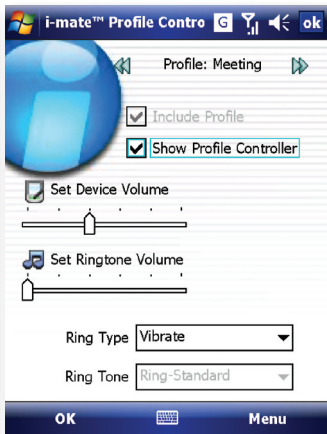 i-mate™ Profile Contro G ok
Profile: Meeting
Include Profile
Show Profile Controller
Set Device Volume
Set Ringtone Volume
Ring Type Vibrate
Ring Tone Ring-Standard
OK Menu